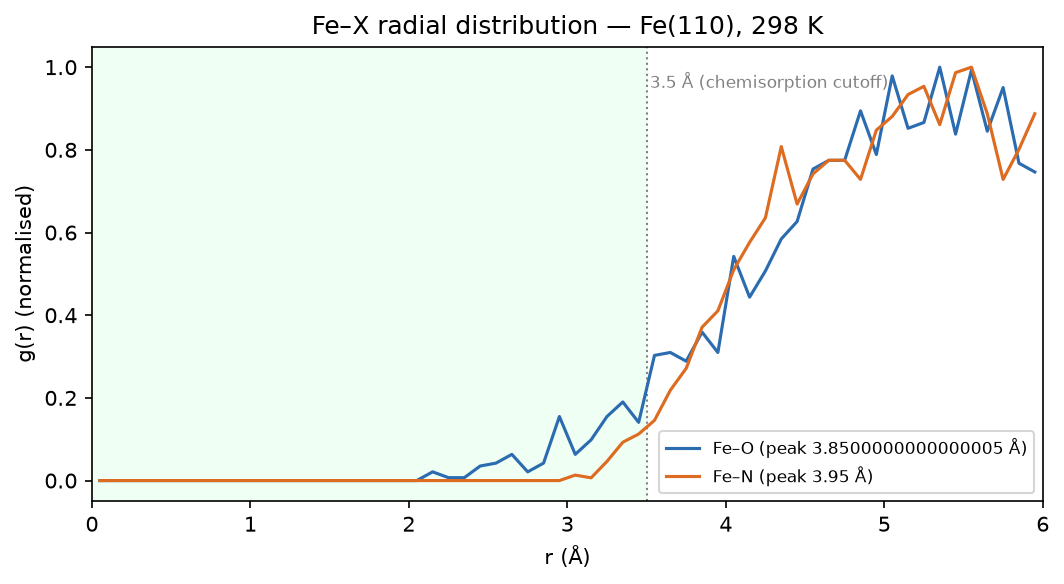 Fe–X radial distribution — Fe(110), 298 K
1.0
0.8
0.6
0.4
0.2
0.0
g(r) (normalised)
3.5 Å (chemisorption cutoff)
Fe–O (peak 3.8500000000000005 Å)
Fe–N (peak 3.95 Å)
0 1 2 3 4 5 6
r (Å)